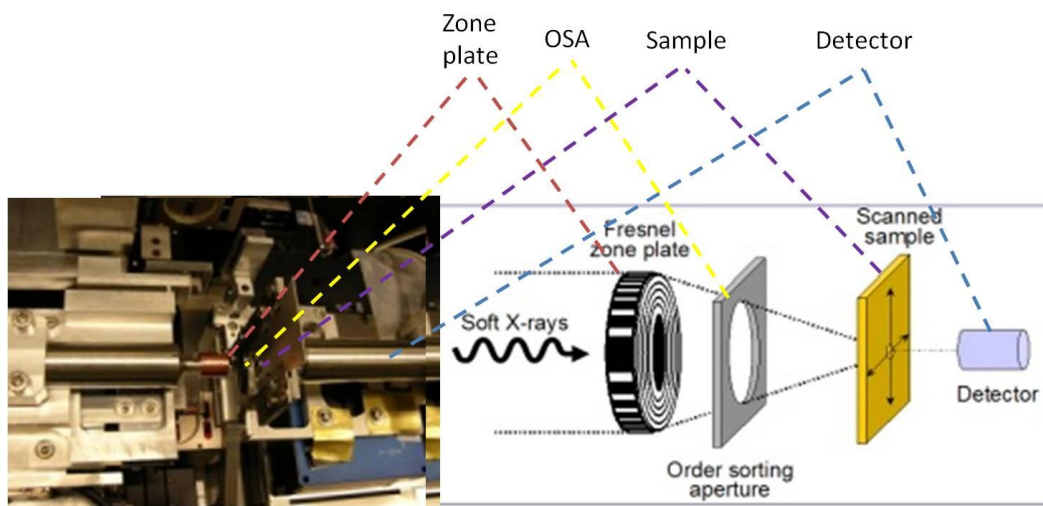 Zone
plate
OSA
Sample
Detector
Fresnel
zone plate
Scanned
sample
Soft X-rays
Detector
Order sorting
aperture